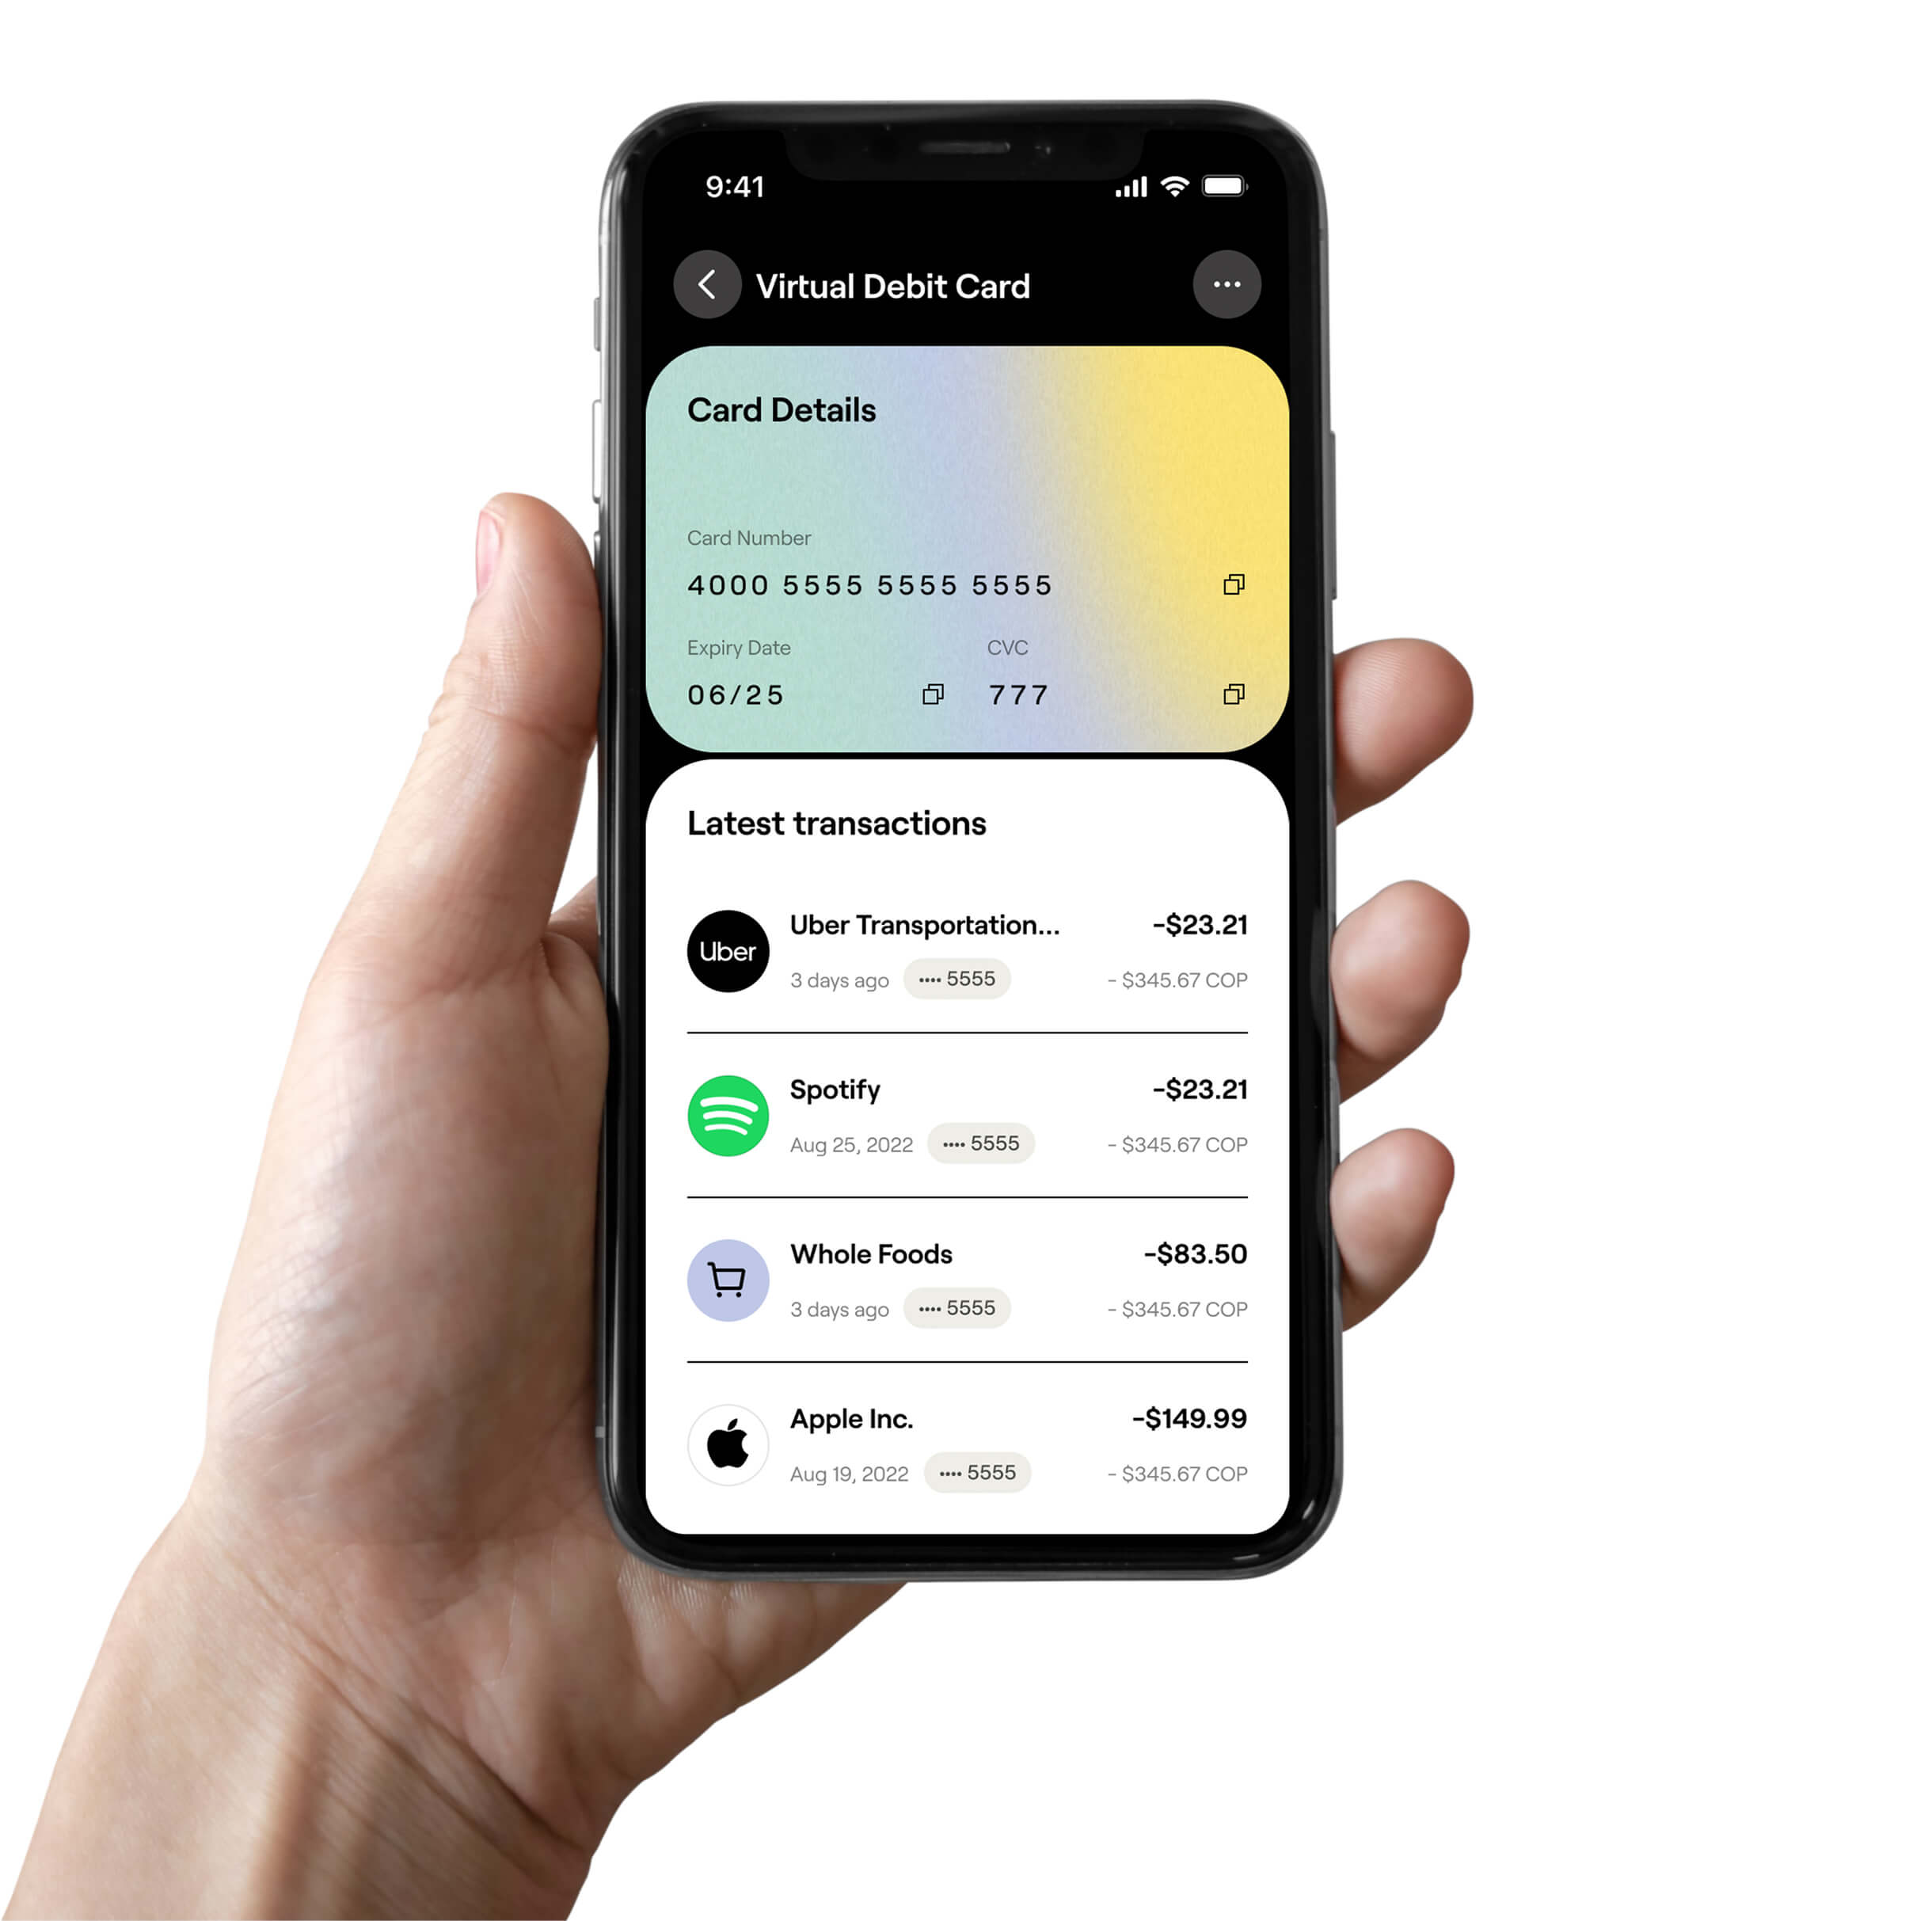 9:41
Virtual Debit Card
Card Details
Card Number
4000 5555 5555 5555
Expiry Date CVC
06/25 777
Latest transactions
Uber
Uber Transportation... -$23.21
3 days ago •••• 5555 - $345.67 COP
Spotify -$23.21
Aug 25, 2022 •••• 5555 - $345.67 COP
Whole Foods -$83.50
3 days ago •••• 5555 - $345.67 COP
Apple Inc. -$149.99
Aug 19, 2022 •••• 5555 - $345.67 COP